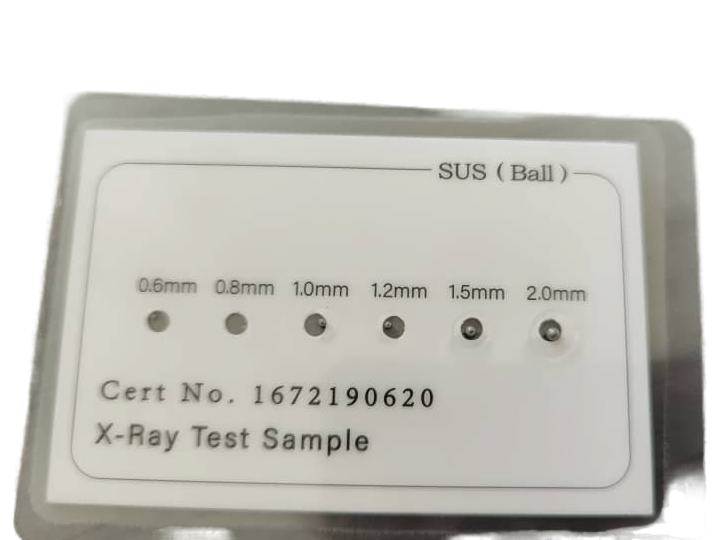 SUS ( Ball )
0.6mm 0.8mm 1.0mm 1.2mm 1.5mm 2.0mm
Cert No. 1672190620
X-Ray Test Sample